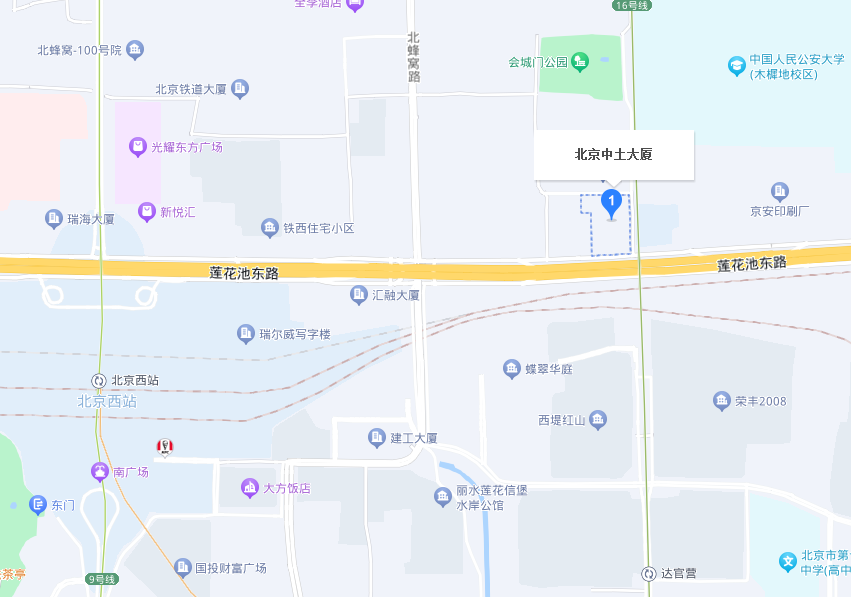 全季酒店
16号线
北蜂窝-100号院
北蜂窝路
会城门公园
中国人民公安大学
(木樨地校区)
北京铁道大厦
光耀东方广场
北京中土大厦
1
新悦汇
瑞海大厦
铁西住宅小区
京安印刷厂
莲花池东路
莲花池东路
汇融大厦
瑞尔威写字楼
蝶翠华庭
北京西站
北京西站
荣丰2008
西堤红山
建工大厦
南广场
大方饭店
丽水莲花信堡
水岸公馆
东门
北京市第
中学(高中
国投财富广场
达官营
茶亭
9号线